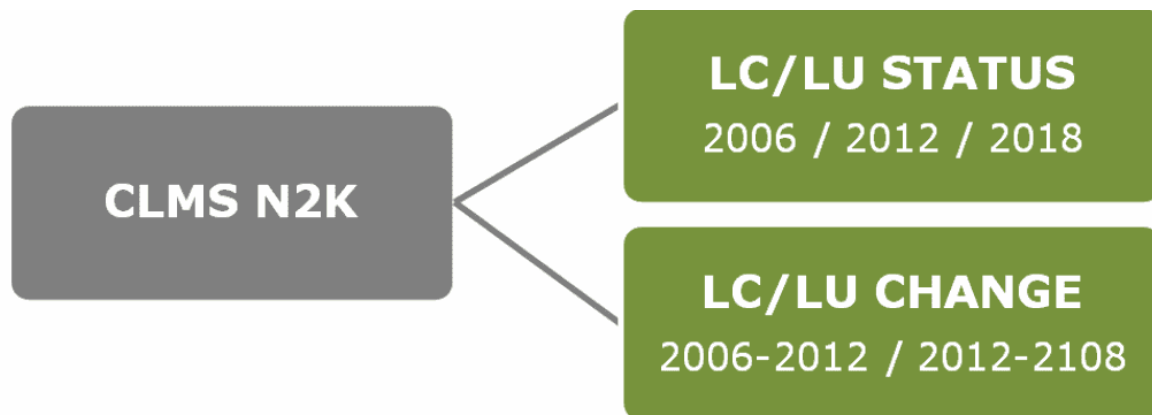 CLMS N2K
LC/LU STATUS
2006 / 2012 / 2018
LC/LU CHANGE
2006-2012 / 2012-2108